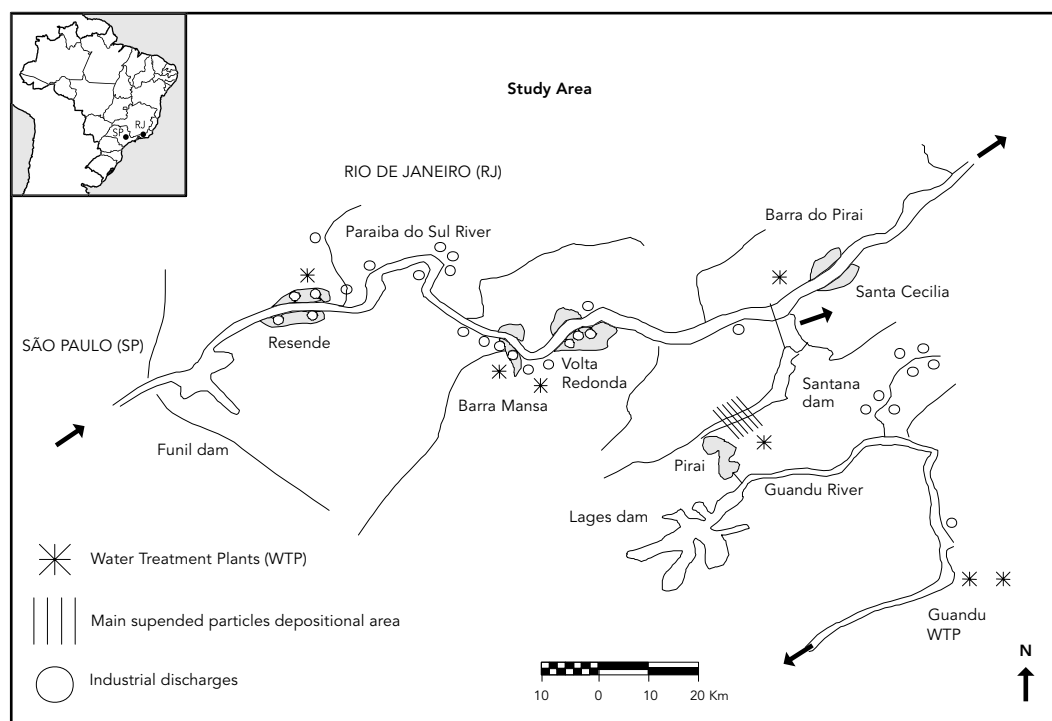 SP
RJ
Study Area
RIO DE JANEIRO (RJ)
Paraiba do Sul River
Barra do Pirai
Santa Cecilia
SÃO PAULO (SP)
Resende
Volta
Redonda
Barra Mansa
Santana
dam
Funil dam
Pirai
Guandu River
Lages dam
Water Treatment Plants (WTP)
Main supended particles depositional area
Guandu
WTP
Industrial discharges
10 0 10 20 Km
N